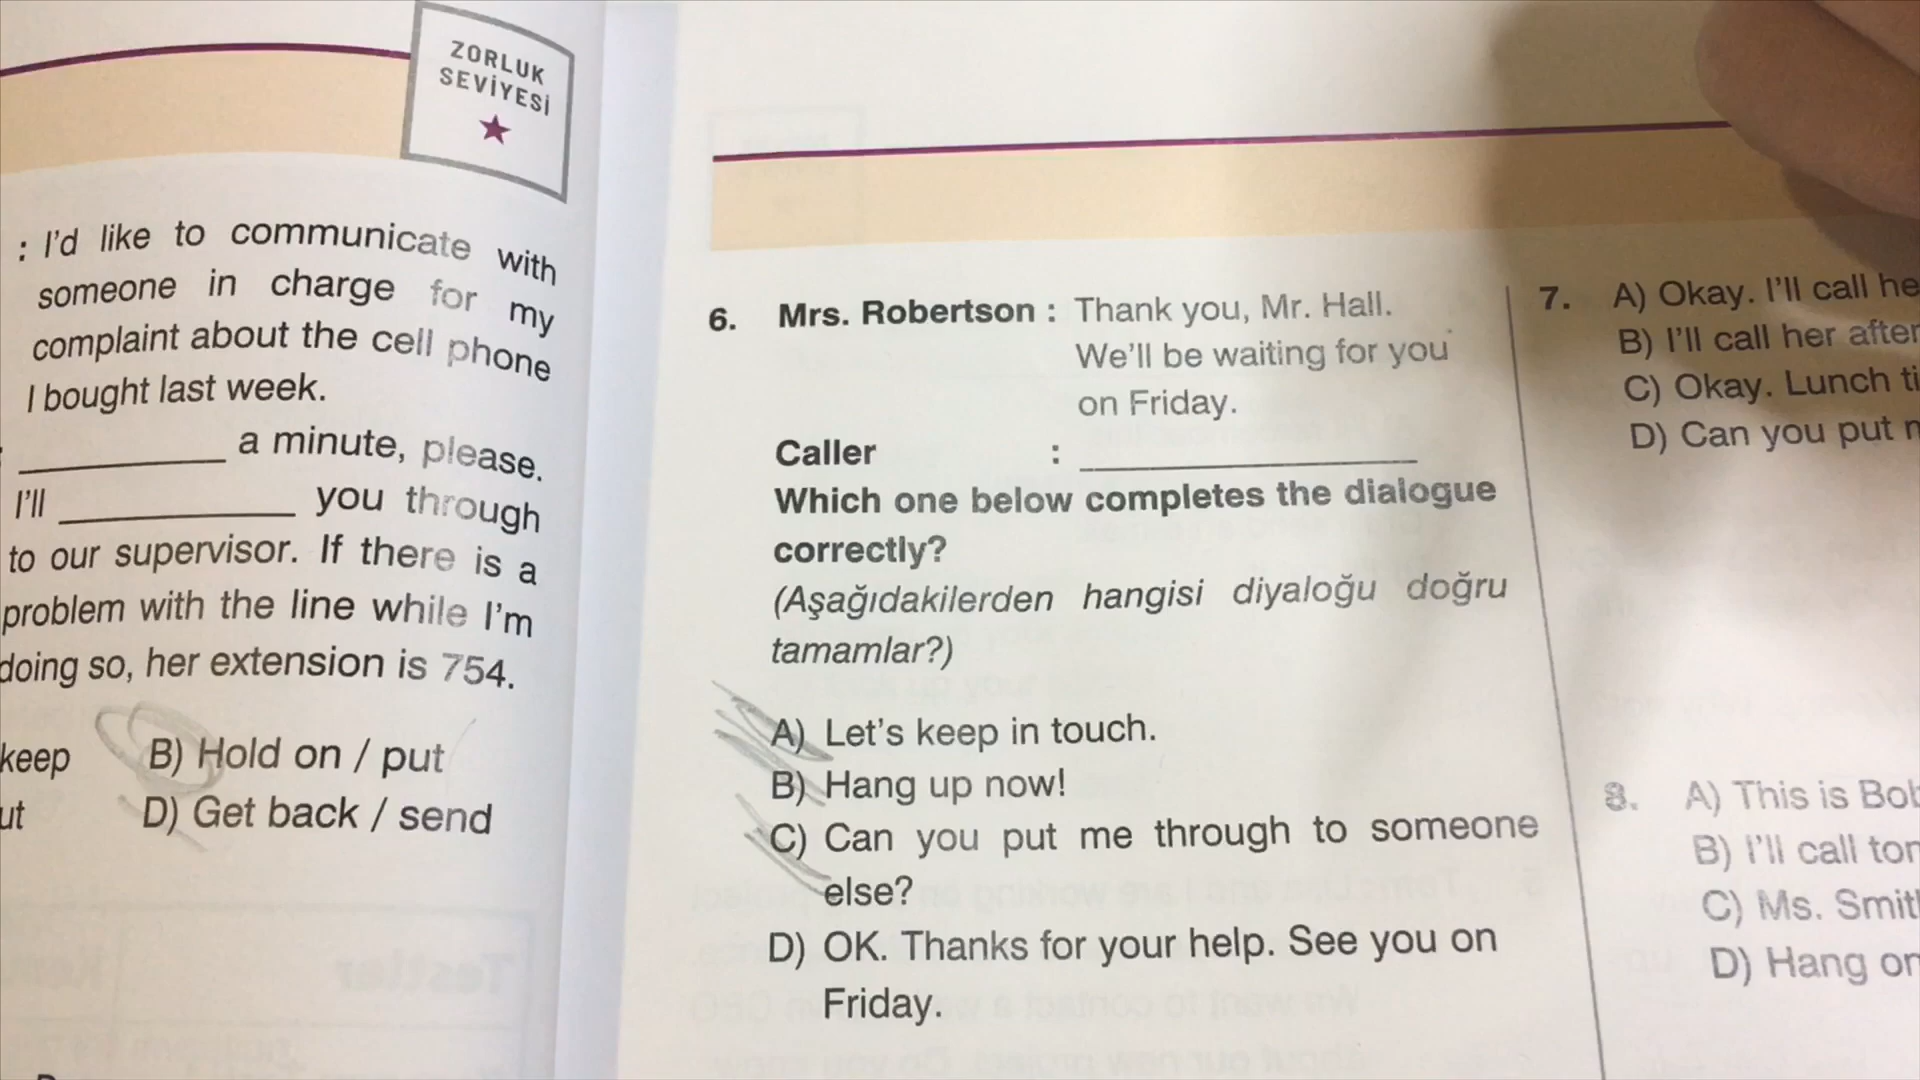 ZORLUK
SEVİYESİ
: I'd like to communicate with
someone in charge for my
complaint about the cell phone
I bought last week.
____________ a minute, please.
I'll ______________ you through
to our supervisor. If there is a
problem with the line while I'm
doing so, her extension is 754.
keep B) Hold on / put
ut D) Get back / send
6. Mrs. Robertson : Thank you, Mr. Hall.
We'll be waiting for you
on Friday.
Caller : ____________________
Which one below completes the dialogue
correctly?
(Aşağıdakilerden hangisi diyaloğu doğru
tamamlar?)
A) Let's keep in touch.
B) Hang up now!
C) Can you put me through to someone
else?
D) OK. Thanks for your help. See you on
Friday.
7. A) Okay. I'll call he
B) I'll call her after
C) Okay. Lunch ti
D) Can you put
8. A) This is Bob
B) I'll call tor
C) Ms. Smith
D) Hang on